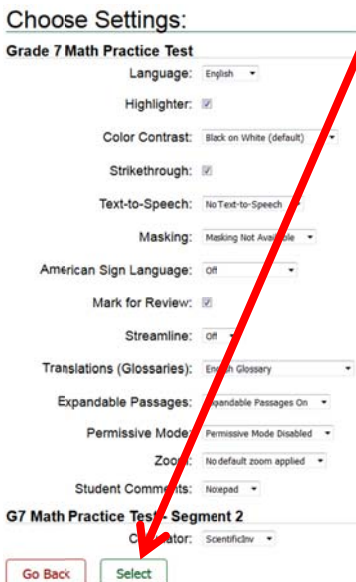 Choose Settings:
Grade 7 Math Practice Test
Language: English
Highlighter:
Color Contrast: Black on White (default)
Strikethrough:
Text-to-Speech: No Text-to-Speech
Masking: Masking Not Available
American Sign Language: Off
Mark for Review:
Streamline: Off
Translations (Glossaries): English Glossary
Expandable Passages: Expandable Passages On
Permissive Mode: Permissive Mode Disabled
Zoom: No default zoom applied
Student Comments: Notepad
G7 Math Practice Test - Segment 2
Calculator: ScientificInv
Go Back Select